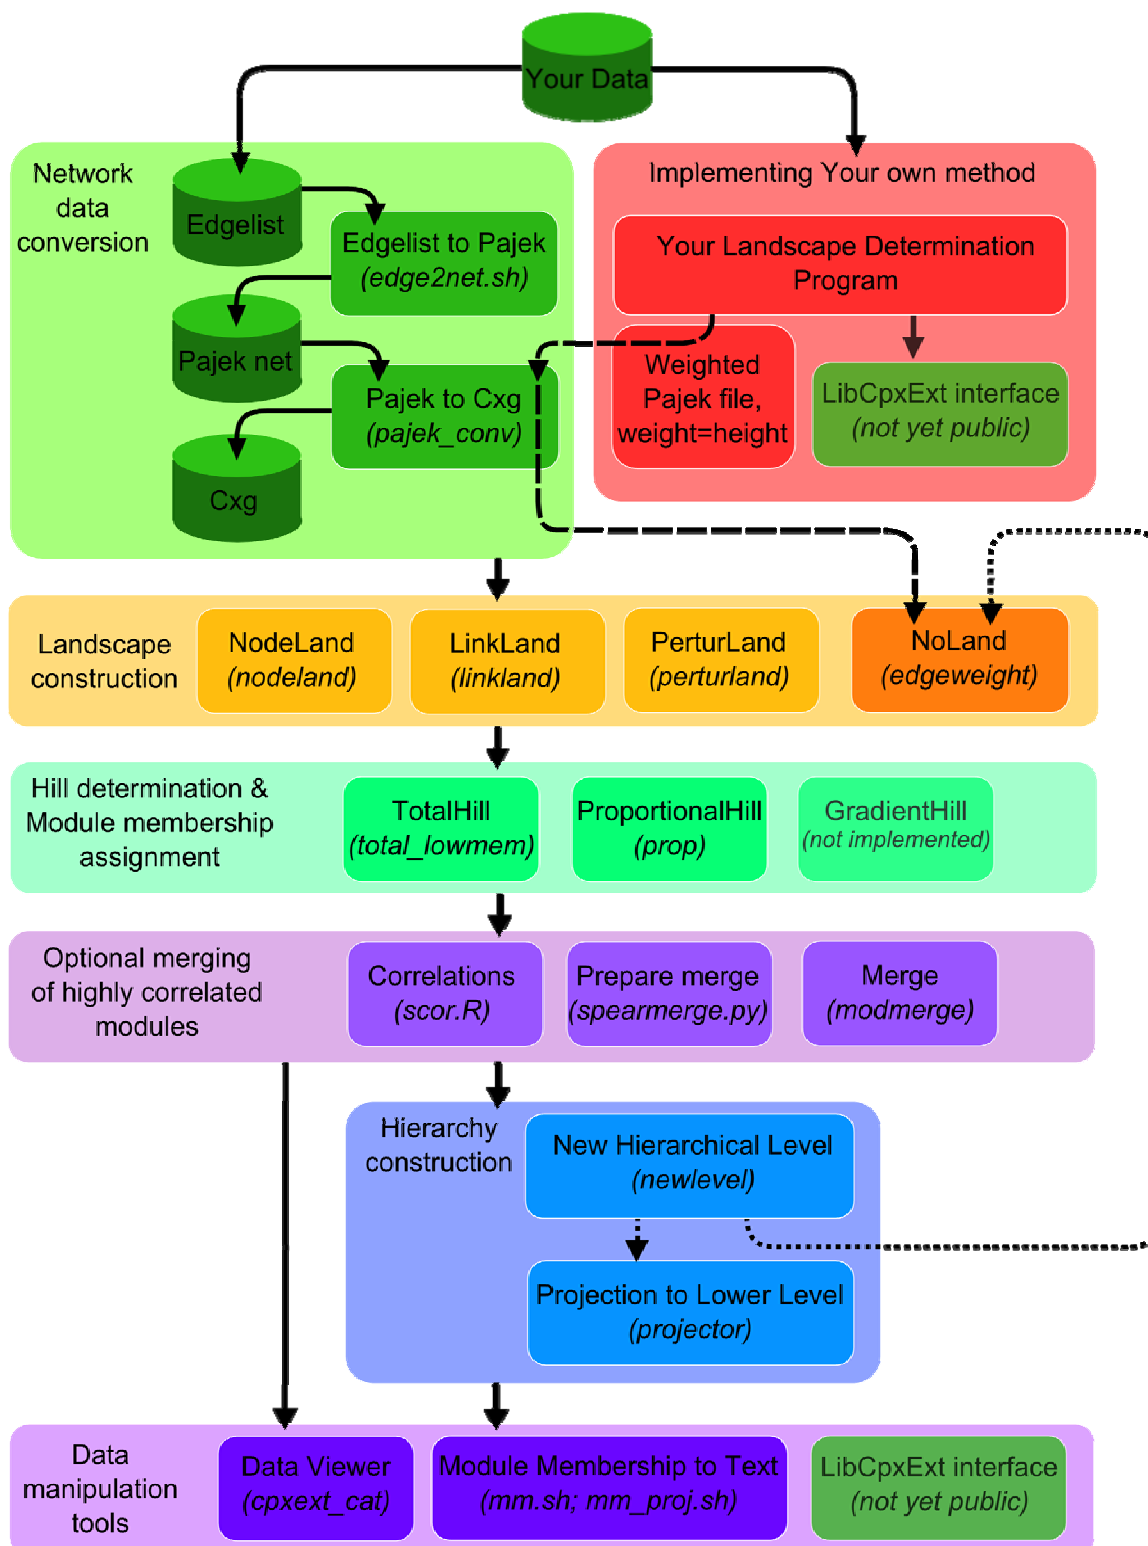 Your Data
Network
data
conversion
Edgelist
Edgelist to Pajek
(edge2net.sh)
Pajek net
Pajek to Cxg
(pajek_conv)
Cxg
Implementing Your own method
Your Landscape Determination
Program
Weighted
Pajek file,
weight=height
LibCpxExt interface
(not yet public)
Landscape
construction
NodeLand
(nodeland)
LinkLand
(linkland)
PerturLand
(perturland)
NoLand
(edgeweight)
Hill determination &
Module membership
assignment
TotalHill
(total_lowmem)
ProportionalHill
(prop)
GradientHill
(not implemented)
Optional merging
of highly correlated
modules
Correlations
(scor.R)
Prepare merge
(spearmerge.py)
Merge
(modmerge)
Hierarchy
construction
New Hierarchical Level
(newlevel)
Projection to Lower Level
(projector)
Data
manipulation
tools
Data Viewer
(cpxext_cat)
Module Membership to Text
(mm.sh; mm_proj.sh)
LibCpxExt interface
(not yet public)